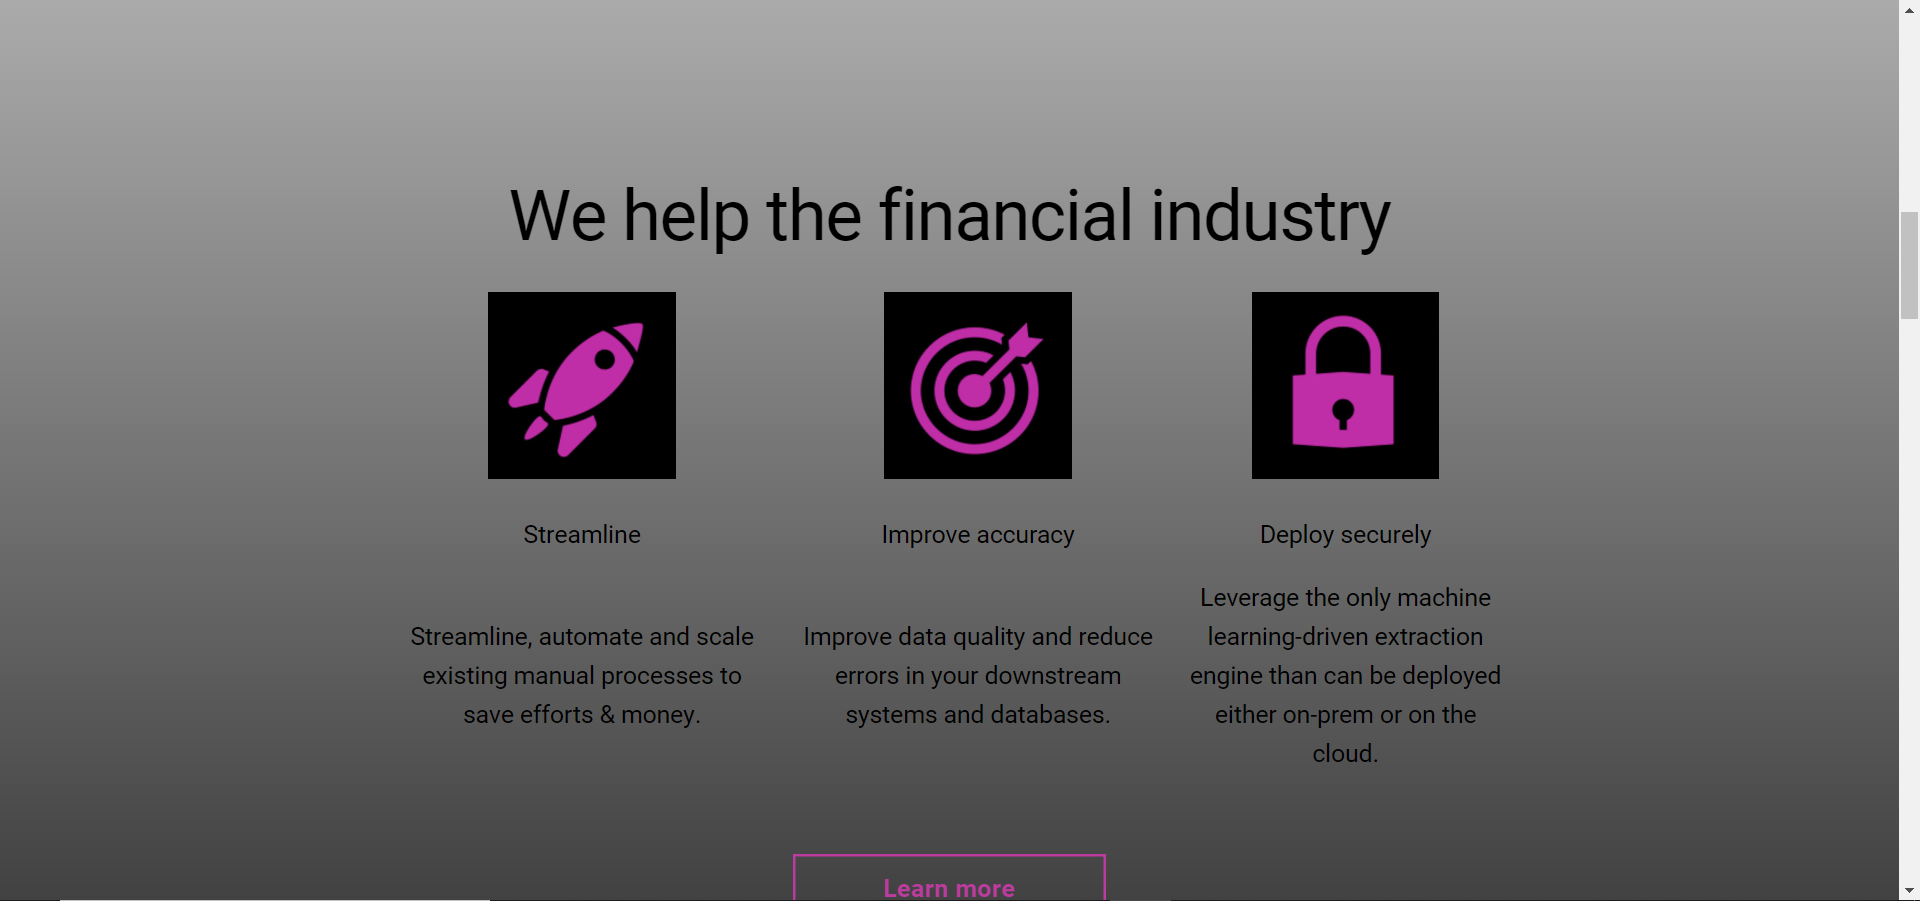 We help the financial industry
Streamline
Improve accuracy
Deploy securely
Streamline, automate and scale
existing manual processes to
save efforts & money.
Improve data quality and reduce
errors in your downstream
systems and databases.
Leverage the only machine
learning-driven extraction
engine than can be deployed
either on-prem or on the
cloud.
Learn more